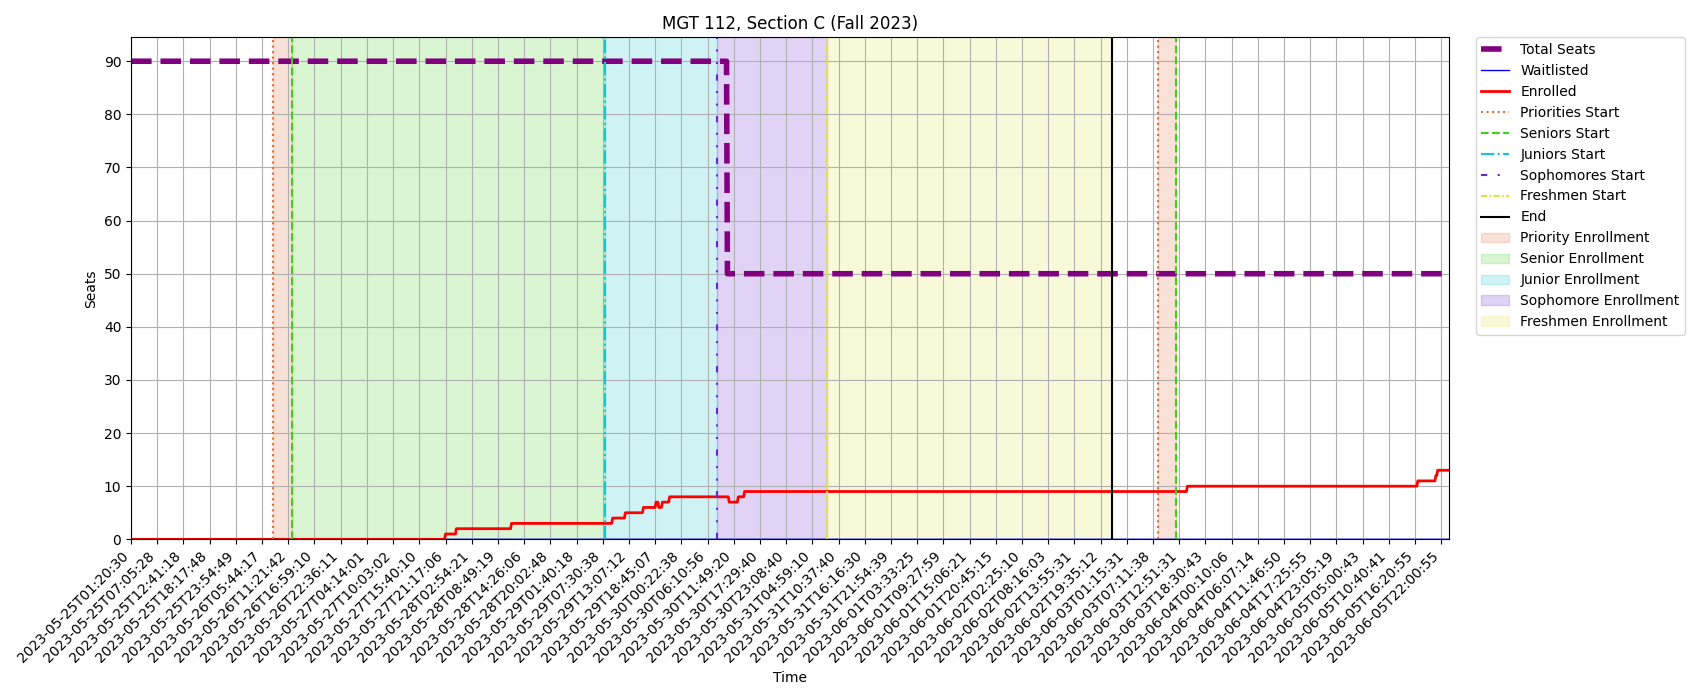 MGT 112, Section C (Fall 2023)
Seats
90
80
70
60
50
40
30
20
10
0
2023-05-25T01:20:30
2023-05-25T07:05:28
2023-05-25T12:41:18
2023-05-25T18:17:48
2023-05-25T23:54:49
2023-05-26T05:44:17
2023-05-26T11:21:42
2023-05-26T16:59:10
2023-05-26T22:36:11
2023-05-27T04:14:01
2023-05-27T10:03:02
2023-05-27T15:40:10
2023-05-27T21:17:06
2023-05-28T02:54:21
2023-05-28T08:49:19
2023-05-28T14:26:06
2023-05-28T20:02:48
2023-05-29T01:40:18
2023-05-29T07:30:38
2023-05-29T13:07:12
2023-05-29T18:45:07
2023-05-30T00:22:38
2023-05-30T06:10:56
2023-05-30T11:49:20
2023-05-30T17:29:40
2023-05-30T23:08:40
2023-05-31T04:59:10
2023-05-31T10:37:40
2023-05-31T16:16:30
2023-05-31T21:54:39
2023-06-01T03:33:25
2023-06-01T09:27:59
2023-06-01T15:06:21
2023-06-01T20:45:15
2023-06-02T02:25:10
2023-06-02T08:16:03
2023-06-02T13:55:31
2023-06-02T19:35:12
2023-06-03T01:15:31
2023-06-03T07:11:38
2023-06-03T12:51:31
2023-06-03T18:30:43
2023-06-04T00:10:06
2023-06-04T06:07:14
2023-06-04T11:46:50
2023-06-04T17:25:55
2023-06-04T23:05:19
2023-06-05T05:00:43
2023-06-05T10:40:41
2023-06-05T16:20:55
2023-06-05T22:00:55
Time
Total Seats
Waitlisted
Enrolled
Priorities Start
Seniors Start
Juniors Start
Sophomores Start
Freshmen Start
End
Priority Enrollment
Senior Enrollment
Junior Enrollment
Sophomore Enrollment
Freshmen Enrollment